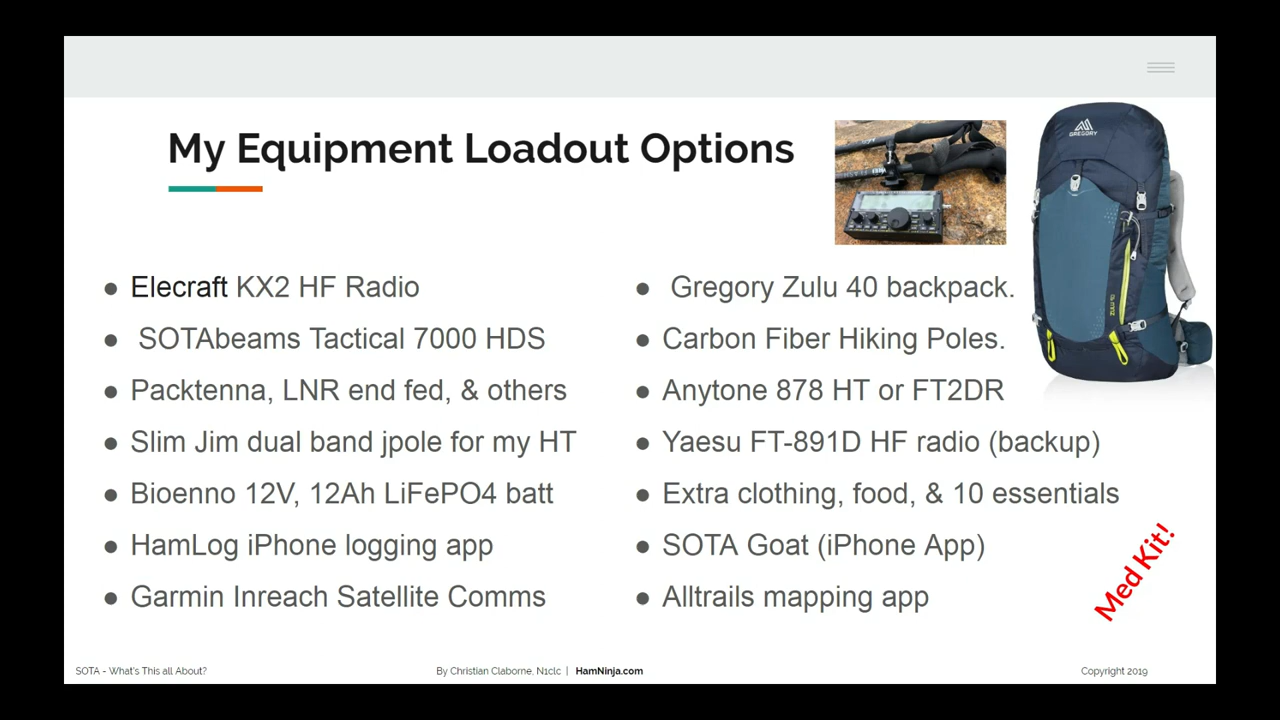 My Equipment Loadout Options
GREGORY
ZULU 40
● Elecraft KX2 HF Radio
● SOTAbeams Tactical 7000 HDS
● Packtenna, LNR end fed, & others
● Slim Jim dual band jpole for my HT
● Bioenno 12V, 12Ah LiFePO4 batt
● HamLog iPhone logging app
● Garmin Inreach Satellite Comms
● Gregory Zulu 40 backpack.
● Carbon Fiber Hiking Poles.
● Anytone 878 HT or FT2DR
● Yaesu FT-891D HF radio (backup)
● Extra clothing, food, & 10 essentials
● SOTA Goat (iPhone App)
● Alltrails mapping app
Med Kit!
SOTA - What's This all About?
By Christian Claborne, N1clc | HamNinja.com
Copyright 2019